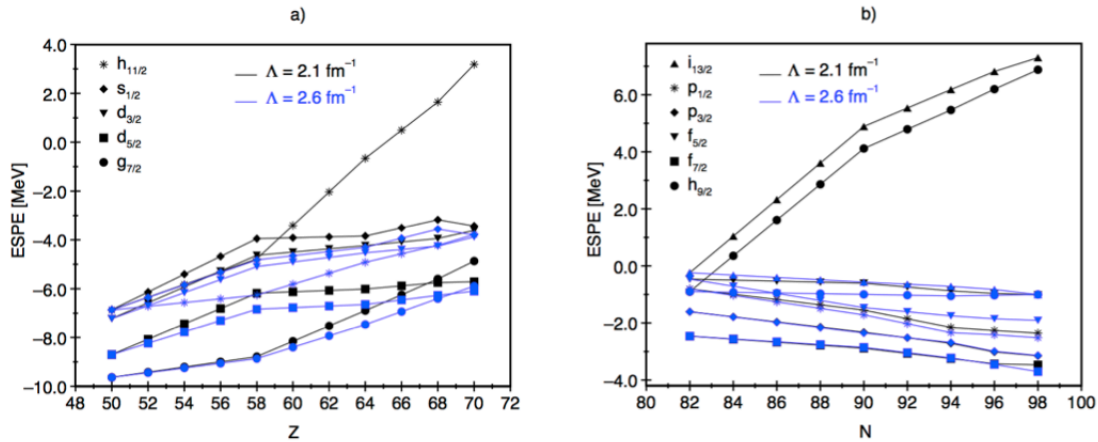 a)
ESPE [MeV]
4.0
2.0
0.0
−2.0
−4.0
−6.0
−8.0
−10.0
h11/2
s1/2
d3/2
d5/2
g7/2
Λ = 2.1 fm⁻¹
Λ = 2.6 fm⁻¹
48 50 52 54 56 58 60 62 64 66 68 70 72
Z
b)
ESPE [MeV]
6.0
4.0
2.0
0.0
−2.0
−4.0
i13/2
p1/2
p3/2
f5/2
f7/2
h9/2
Λ = 2.1 fm⁻¹
Λ = 2.6 fm⁻¹
80 82 84 86 88 90 92 94 96 98 100
N